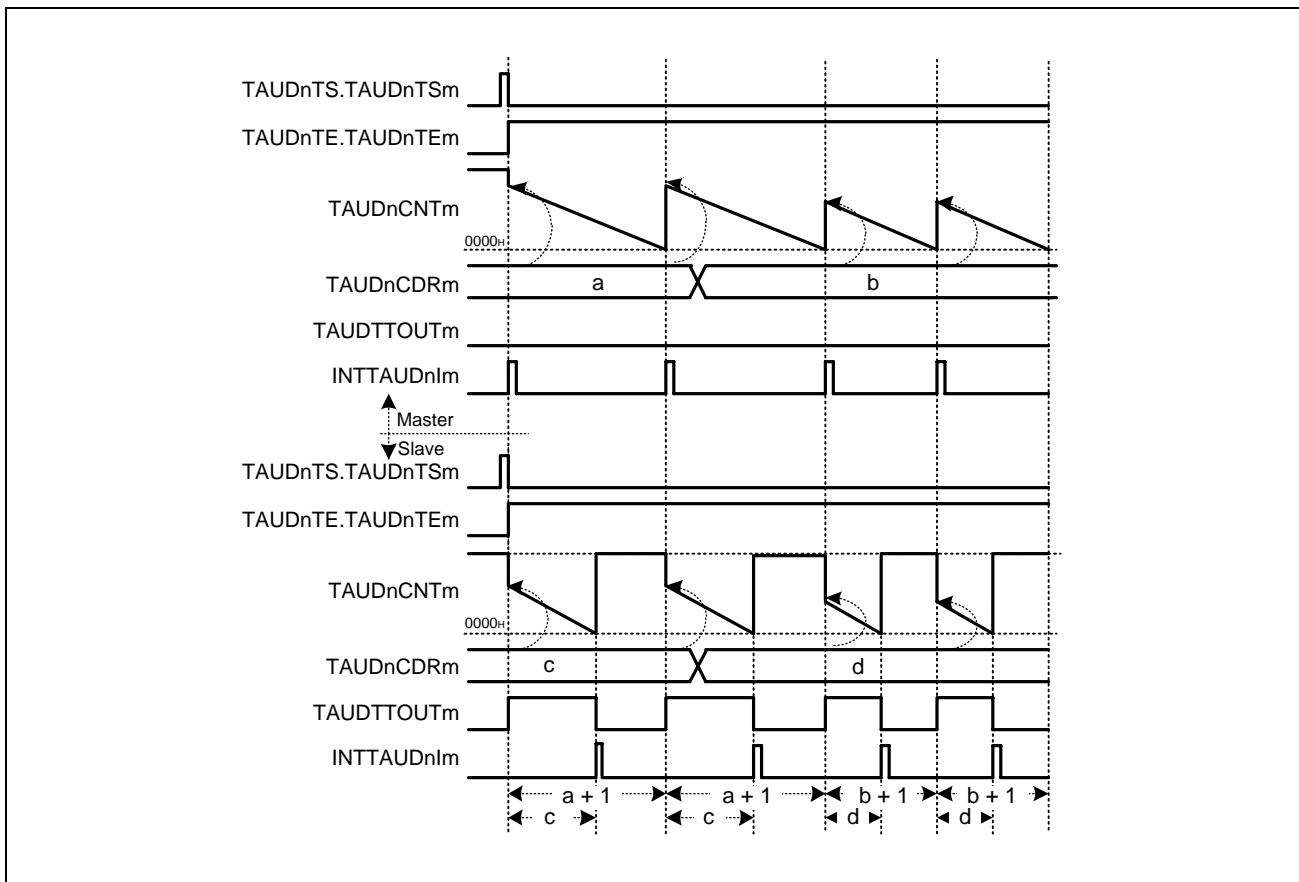 TAUDnTS.TAUDnTSm
TAUDnTE.TAUDnTEm
TAUDnCNTm
0000H
TAUDnCDRm
a
b
TAUDTTOUTm
INTTAUDnIm
Master
Slave
TAUDnTS.TAUDnTSm
TAUDnTE.TAUDnTEm
TAUDnCNTm
0000H
TAUDnCDRm
c
d
TAUDTTOUTm
INTTAUDnIm
a + 1
a + 1
b + 1
b + 1
c
c
d
d